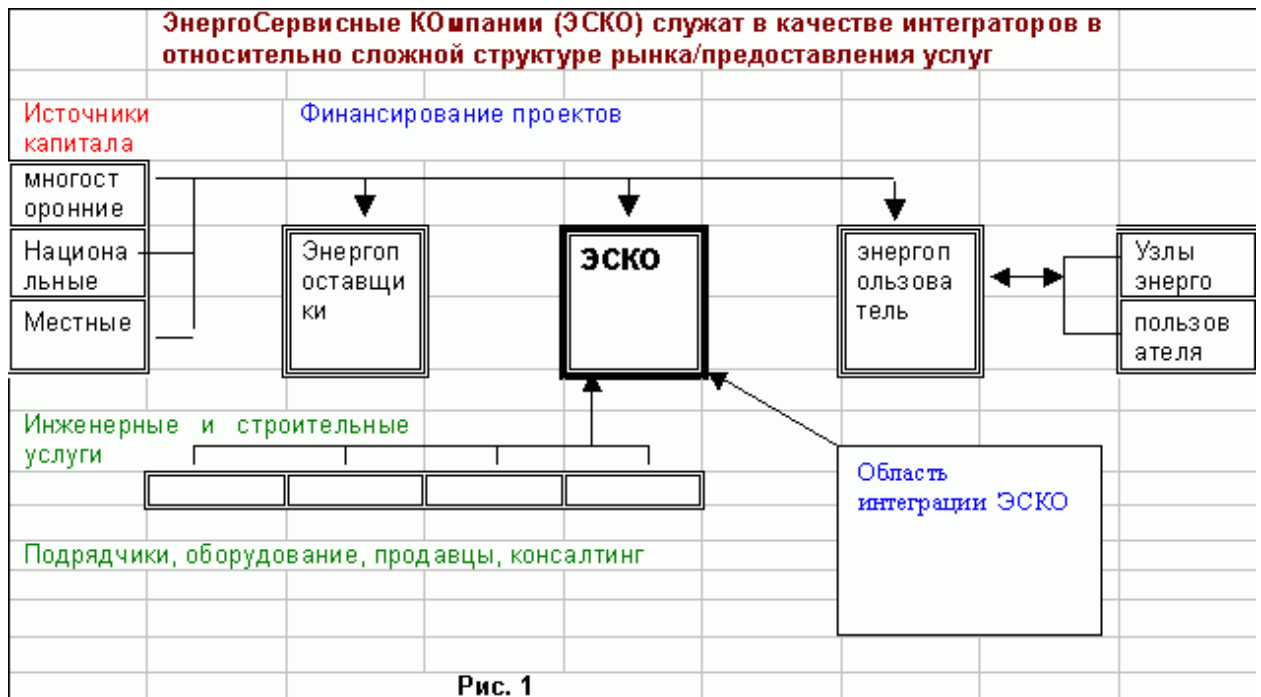 ЭнергоСервисные КОмпании (ЭСКО) служат в качестве интеграторов в
относительно сложной структуре рынка/предоставления услуг
Источники
капитала
Финансирование проектов
многост
оронние
Национа
льные
Местные
Энергоп
оставщи
ки
ЭСКО
энергоп
ользова
тель
Узлы
энерго
пользов
ателя
Инженерные и строительные
услуги
Область
интеграции ЭСКО
Подрядчики, оборудование, продавцы, консалтинг
Рис. 1